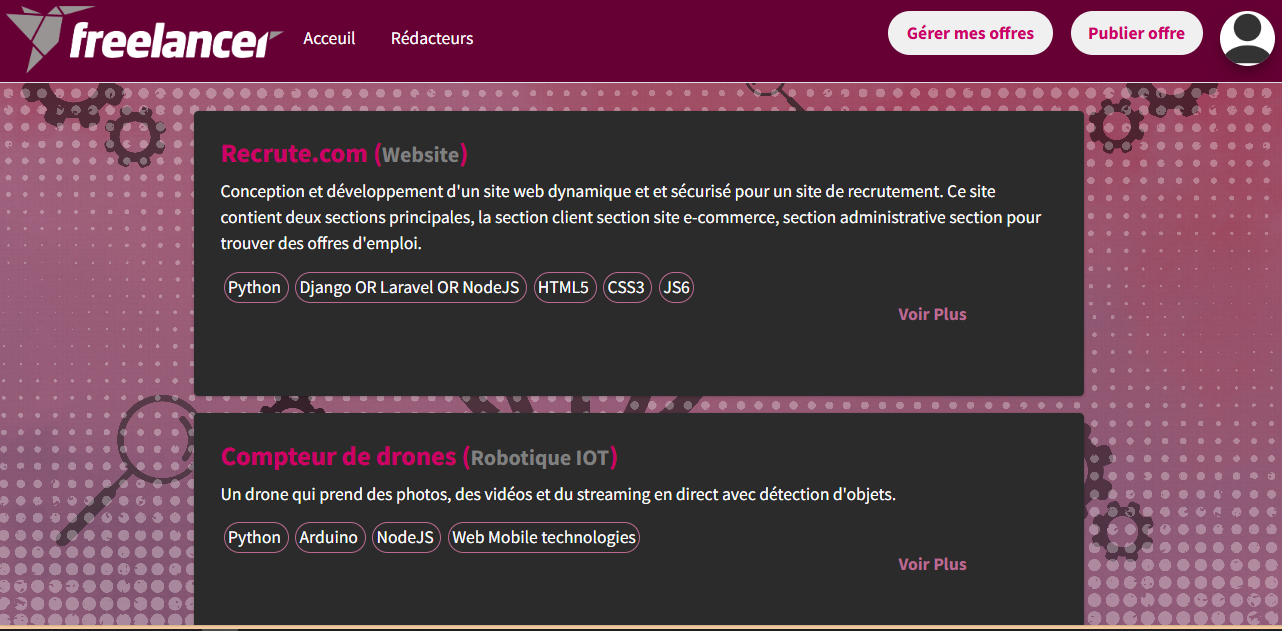 freelancer Acceuil Rédacteurs Gérer mes offres Publier offre
Recrute.com (Website)
Conception et développement d'un site web dynamique et et sécurisé pour un site de recrutement. Ce site
contient deux sections principales, la section client section site e-commerce, section administrative section pour
trouver des offres d'emploi.
Python Django OR Laravel OR NodeJS HTML5 CSS3 JS6
Voir Plus
Compteur de drones (Robotique IOT)
Un drone qui prend des photos, des vidéos et du streaming en direct avec détection d'objets.
Python Arduino NodeJS Web Mobile technologies
Voir Plus